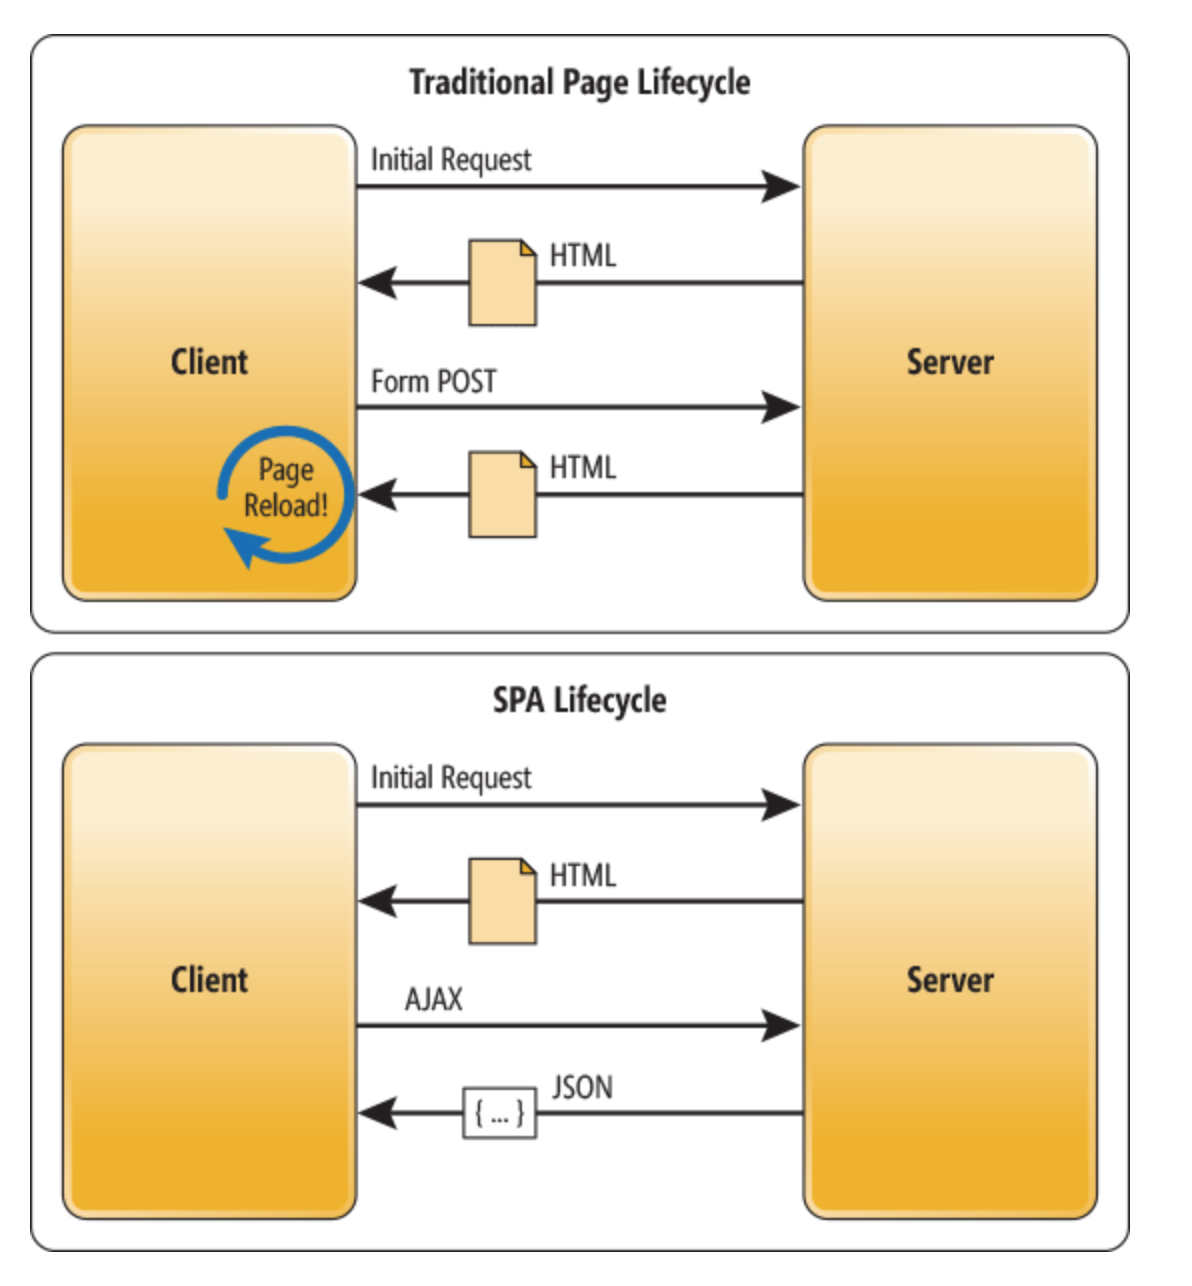 Traditional Page Lifecycle
Initial Request
HTML
Client
Server
Form POST
HTML
Page
Reload!
SPA Lifecycle
Initial Request
HTML
Client
Server
AJAX
JSON
{ ... }